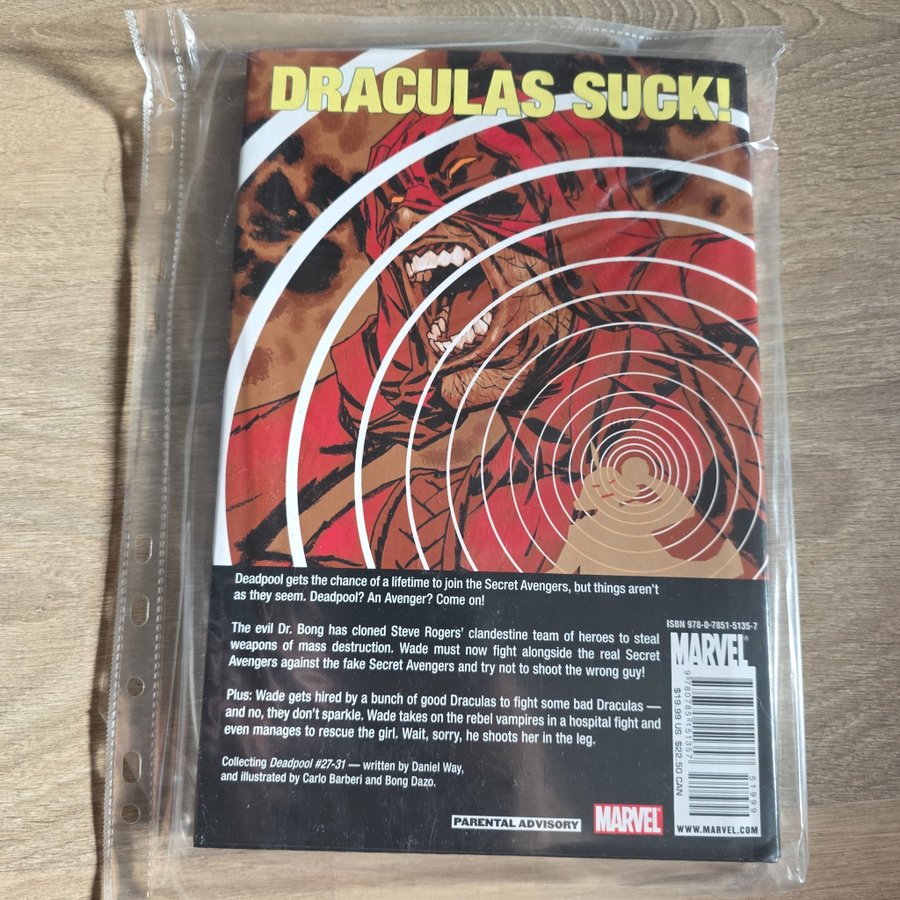 DRACULAS SUCK!
Deadpool gets the chance of a lifetime to join the Secret Avengers, but things aren't
as they seem. Deadpool? An Avenger? Come on!
The evil Dr. Bong has cloned Steve Rogers' clandestine team of heroes to steal
weapons of mass destruction. Wade must now fight alongside the real Secret
Avengers against the fake Secret Avengers and try not to shoot the wrong guy!
Plus: Wade gets hired by a bunch of good Draculas to fight some bad Draculas —
and no, they don't sparkle. Wade takes on the rebel vampires in a hospital fight and
even manages to rescue the girl. Wait, sorry, he shoots her in the leg.
Collecting Deadpool #27-31 — written by Daniel Way,
and illustrated by Carlo Barberi and Bong Dazo.
PARENTAL ADVISORY
MARVEL
ISBN 978-0-7851-5135-7
MARVEL®
9 780785 151357
$19.99 US $22.50 CAN
51999
WWW.MARVEL.COM